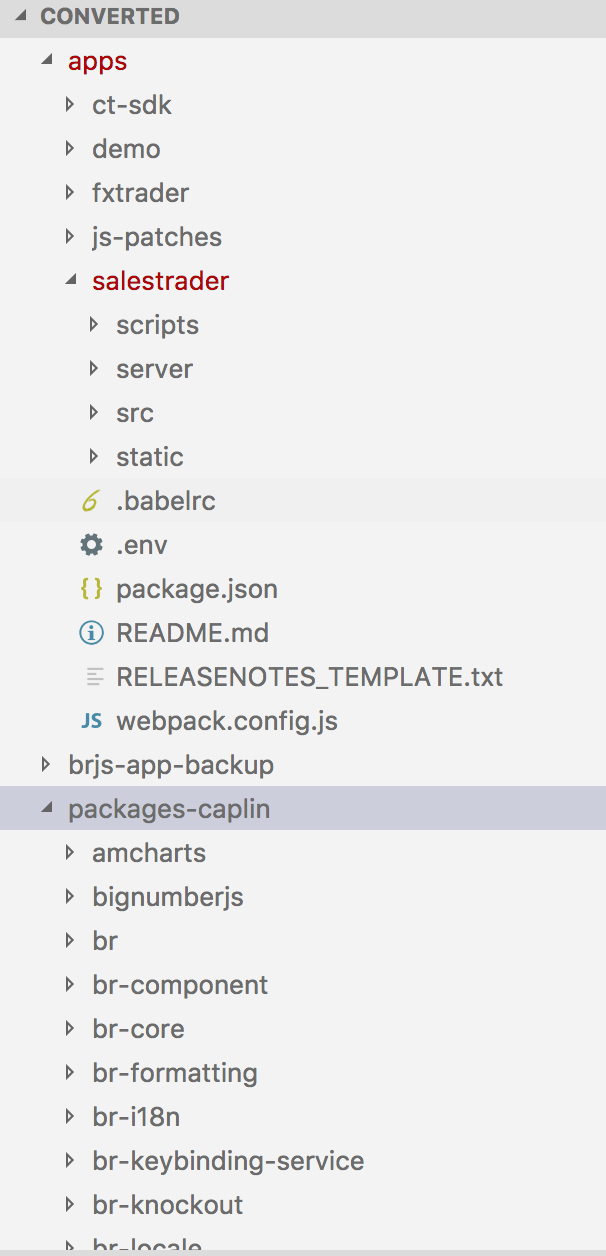 CONVERTED
apps
ct-sdk
demo
fxtrader
js-patches
salestrader
scripts
server
src
static
.babelrc
.env
{} package.json
README.md
RELEASENOTES_TEMPLATE.txt
JS webpack.config.js
brjs-app-backup
packages-caplin
amcharts
bignumberjs
br
br-component
br-core
br-formatting
br-i18n
br-keybinding-service
br-knockout
br-locale